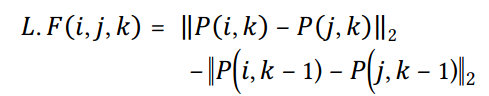 L.F(i,j,k) = ‖P(i,k) − P(j,k)‖₂
−‖P(i,k − 1) − P(j,k − 1)‖₂